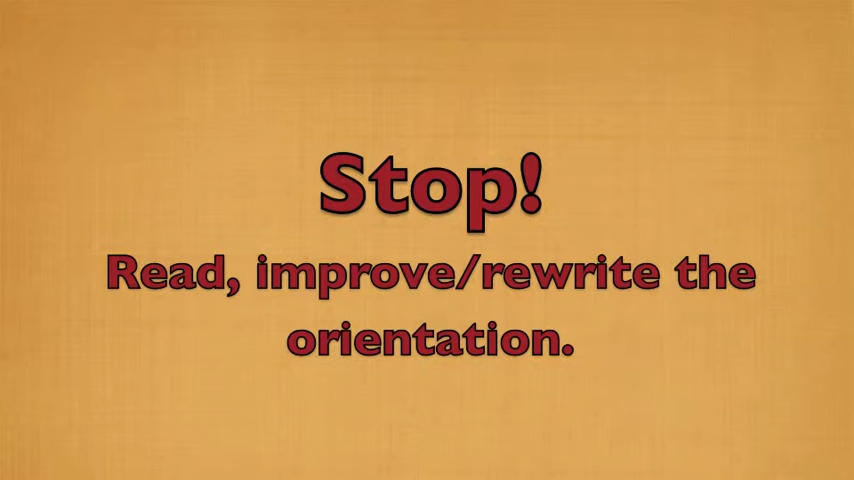 Stop!
Read, improve/rewrite the
orientation.